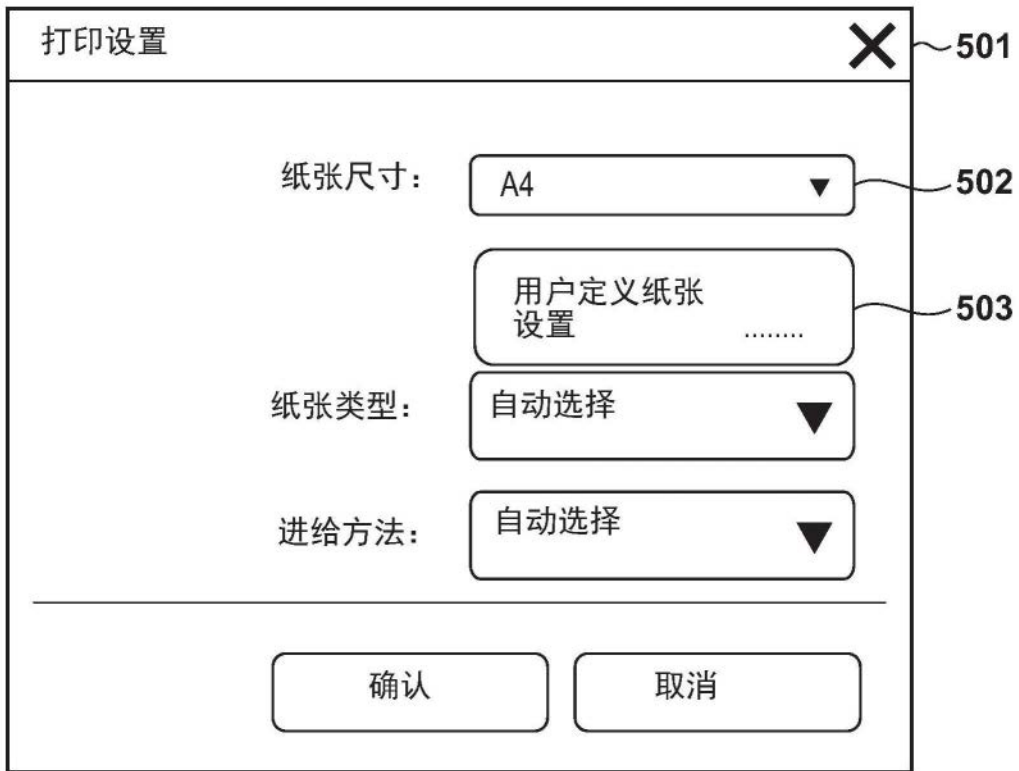 打印设置
501
纸张尺寸： A4 ▼ 502
用户定义纸张
设置 ........ 503
纸张类型： 自动选择 ▼
进给方法： 自动选择 ▼
确认 取消